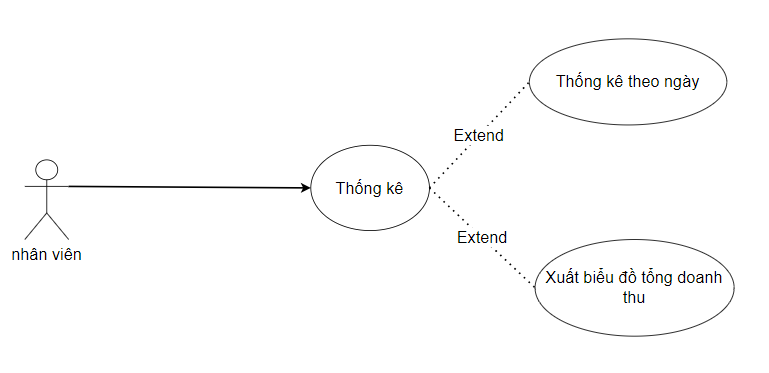 Thống kê theo ngày
Extend
Thống kê
nhân viên
Extend
Xuất biểu đồ tổng doanh
thu